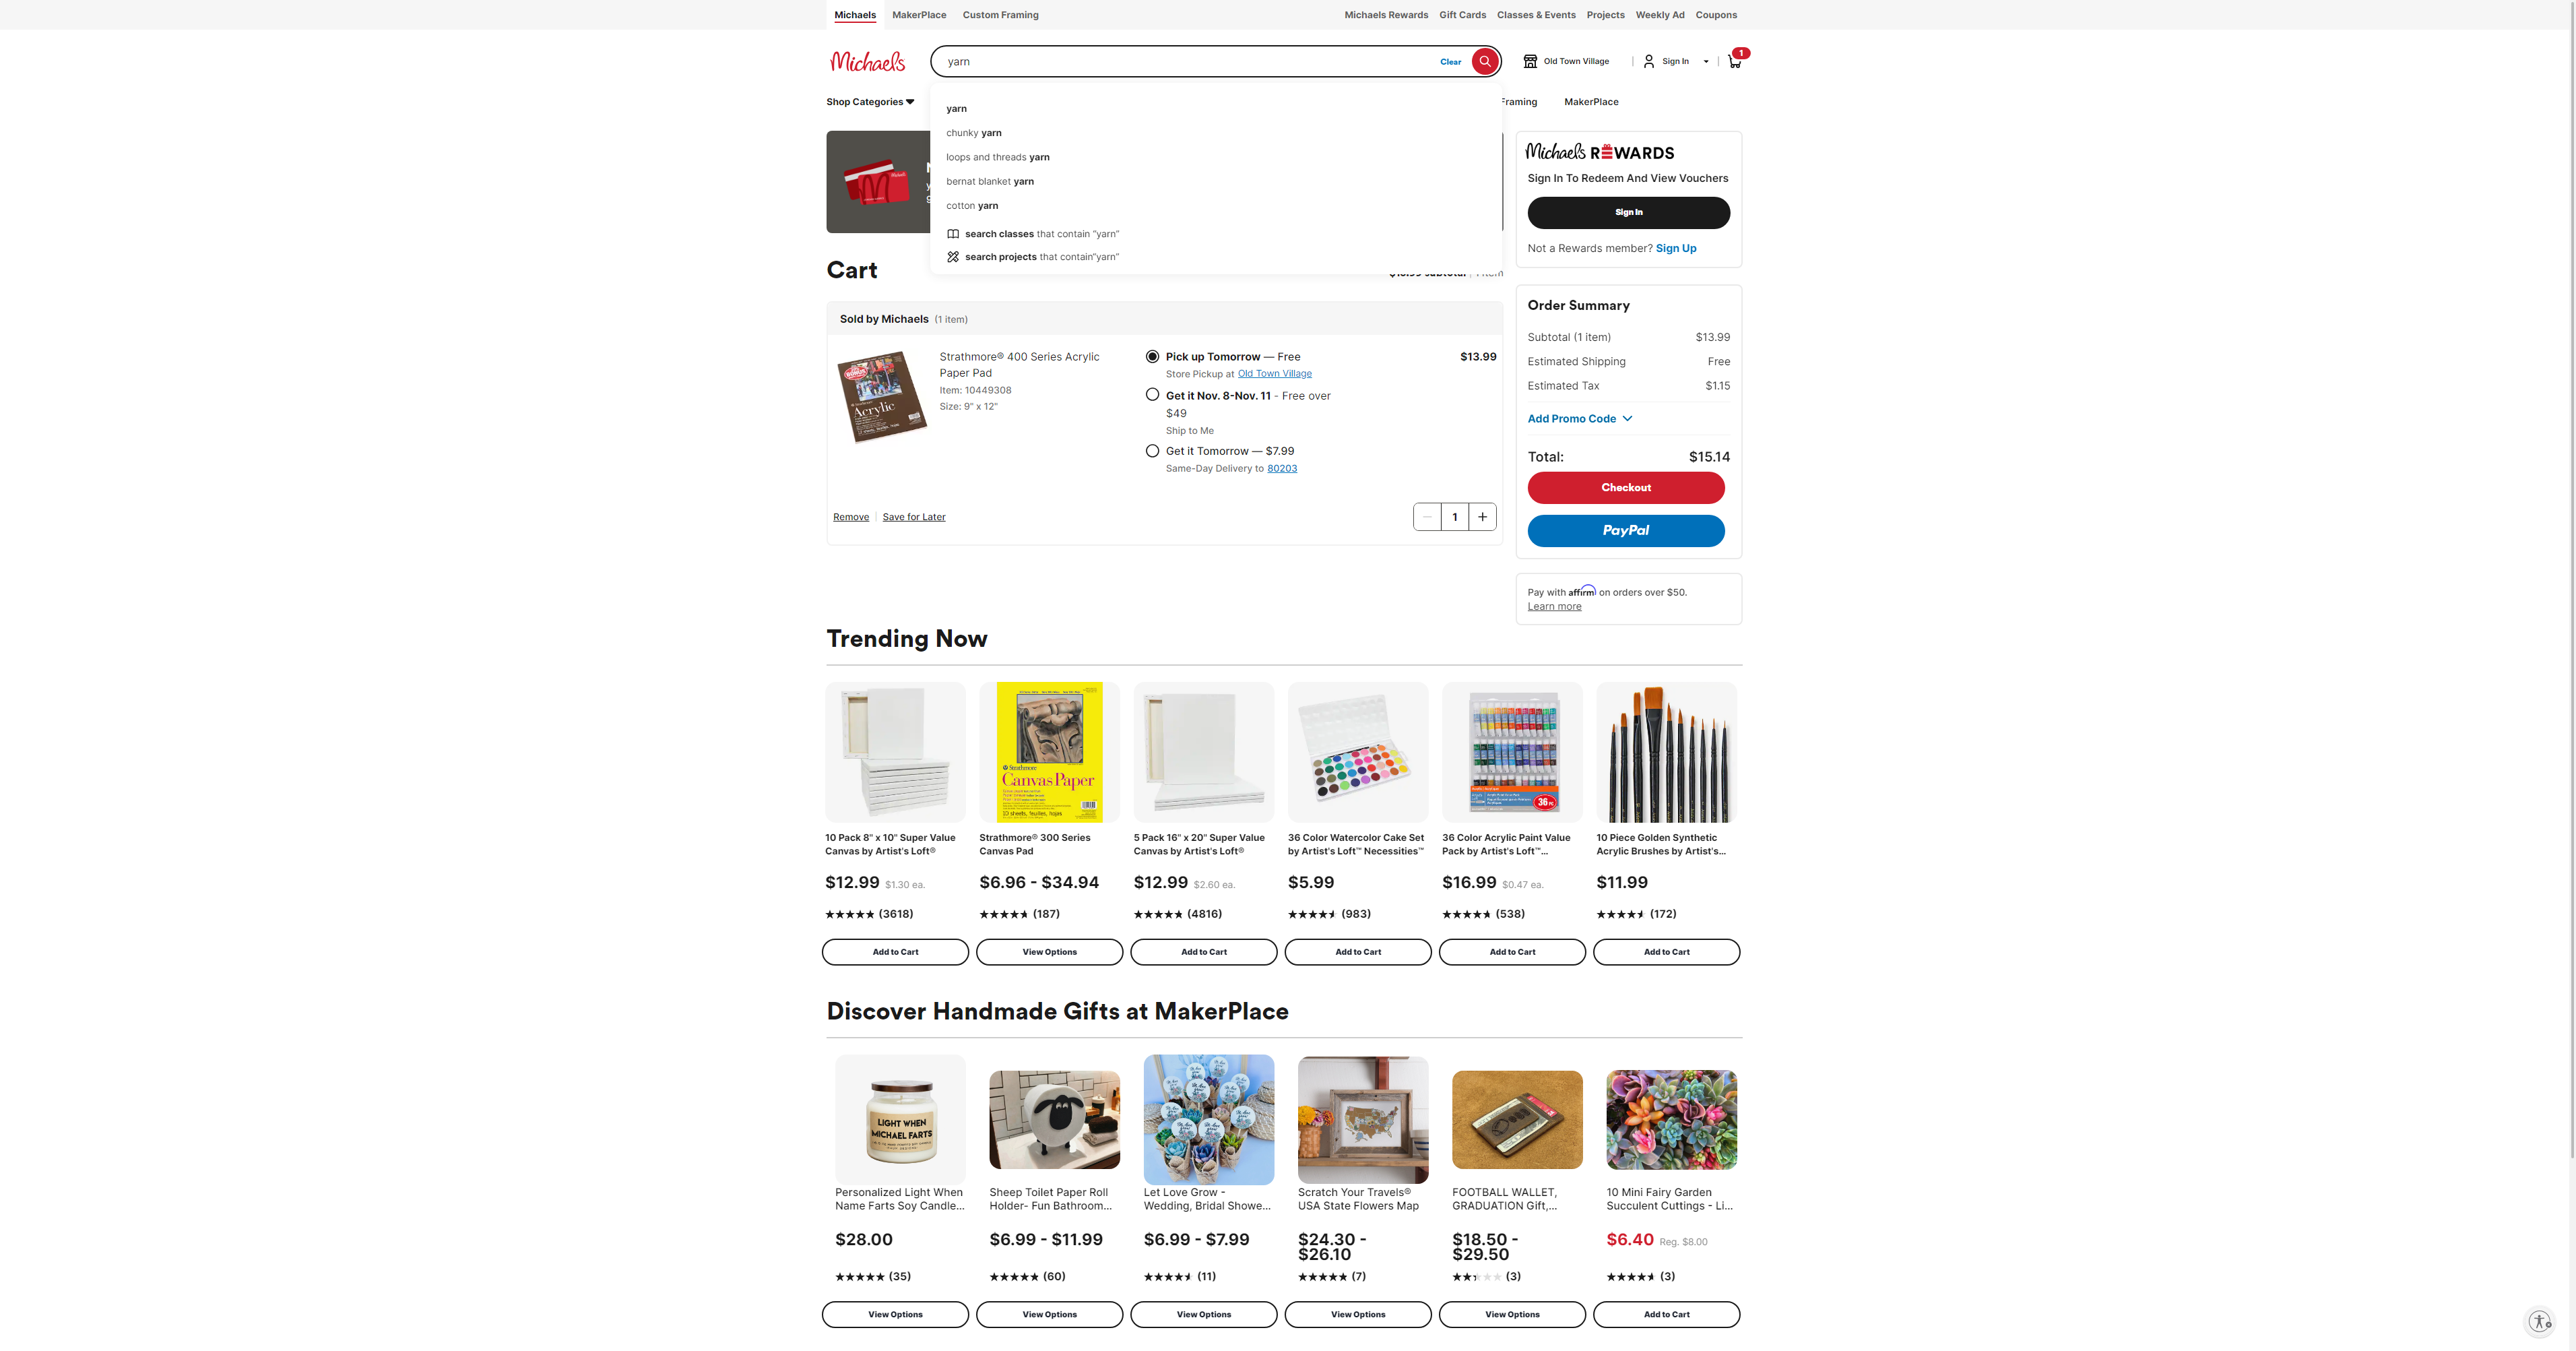 Michaels
MakerPlace
Custom Framing
Michaels Rewards
Gift Cards
Classes & Events
Projects
Weekly Ad
Coupons
Michaels
yarn
Clear
Old Town Village
Sign In
1
Shop Categories
Framing
MakerPlace
yarn
chunky yarn
loops and threads yarn
bernat blanket yarn
cotton yarn
search classes that contain "yarn"
search projects that contain"yarn"
Michaels REWARDS
Sign In To Redeem And View Vouchers
Sign In
Not a Rewards member? Sign Up
Cart
Sold by Michaels (1 item)
Strathmore® 400 Series Acrylic
Paper Pad
Item: 10449308
Size: 9" x 12"
Acrylic
Pick up Tomorrow — Free
Store Pickup at Old Town Village
Get it Nov. 8-Nov. 11 - Free over
$49
Ship to Me
Get it Tomorrow — $7.99
Same-Day Delivery to 80203
$13.99
Remove
Save for Later
1
Order Summary
Subtotal (1 item) $13.99
Estimated Shipping Free
Estimated Tax $1.15
Add Promo Code
Total: $15.14
Checkout
PayPal
Pay with affirm on orders over $50.
Learn more
Trending Now
Strathmore
Canvas Paper
36
10 Pack 8" x 10" Super Value
Canvas by Artist's Loft®
$12.99 $1.30 ea.
(3618)
Add to Cart
Strathmore® 300 Series
Canvas Pad
$6.96 - $34.94
(187)
View Options
5 Pack 16" x 20" Super Value
Canvas by Artist's Loft®
$12.99 $2.60 ea.
(4816)
Add to Cart
36 Color Watercolor Cake Set
by Artist's Loft™ Necessities™
$5.99
(983)
Add to Cart
36 Color Acrylic Paint Value
Pack by Artist's Loft™...
$16.99 $0.47 ea.
(538)
Add to Cart
10 Piece Golden Synthetic
Acrylic Brushes by Artist's...
$11.99
(172)
Add to Cart
Discover Handmade Gifts at MakerPlace
LIGHT WHEN
MICHAEL FARTS
Personalized Light When
Name Farts Soy Candle...
$28.00
(35)
View Options
Sheep Toilet Paper Roll
Holder- Fun Bathroom...
$6.99 - $11.99
(60)
View Options
Let Love Grow -
Wedding, Bridal Showe...
$6.99 - $7.99
(11)
View Options
Scratch Your Travels®
USA State Flowers Map
$24.30 -
$26.10
(7)
View Options
FOOTBALL WALLET,
GRADUATION Gift,...
$18.50 -
$29.50
(3)
View Options
10 Mini Fairy Garden
Succulent Cuttings - Li...
$6.40 Reg. $8.00
(3)
Add to Cart